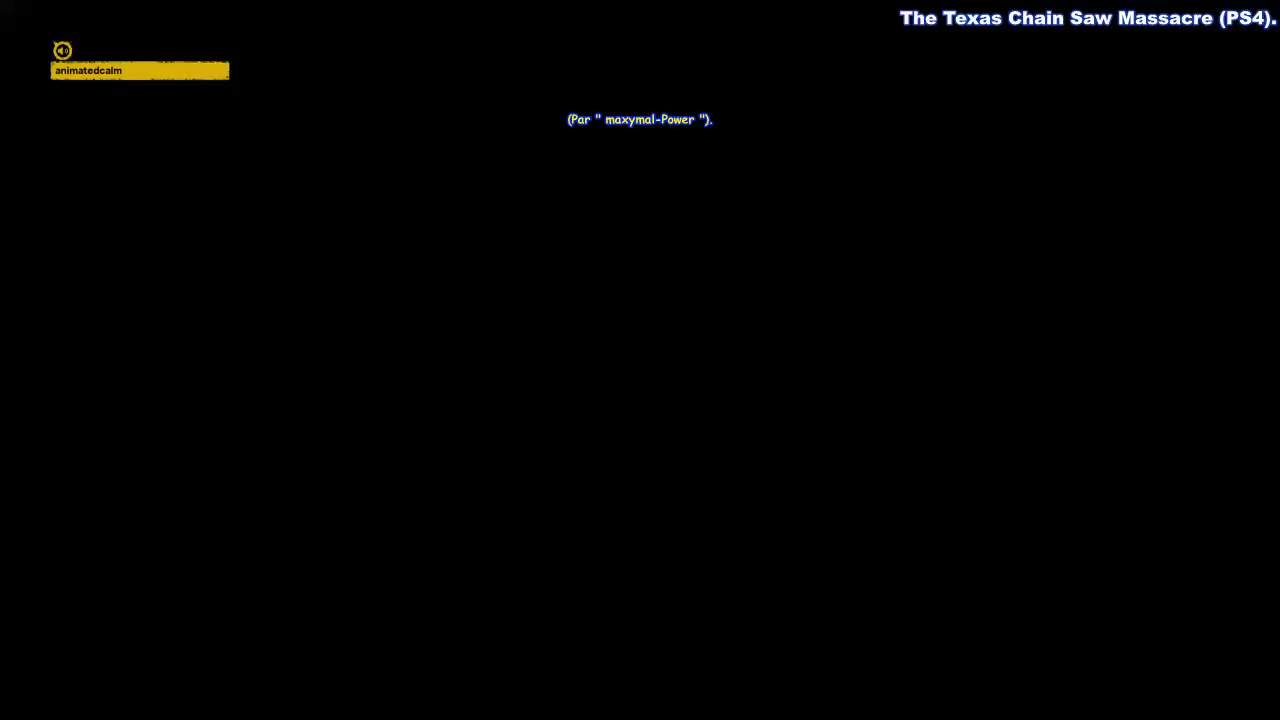 The Texas Chain Saw Massacre (PS4).
animatedcalm
(Par " maxymal-Power ").